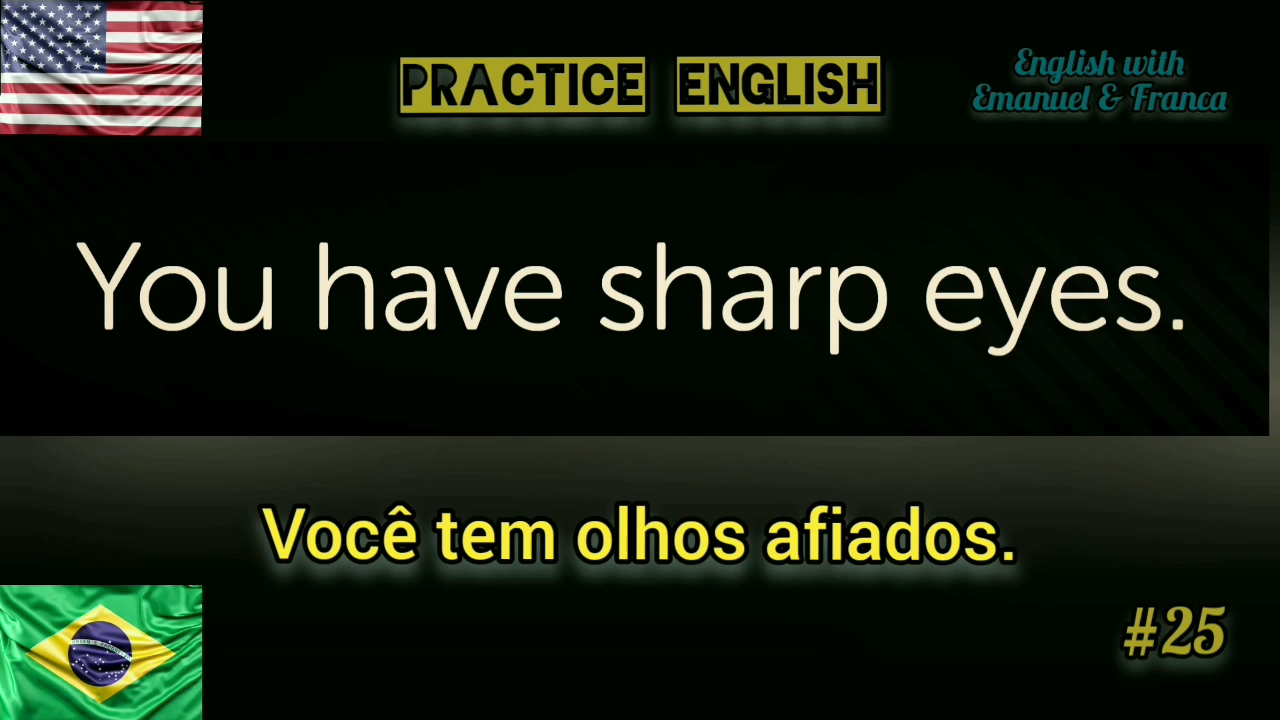 PRACTICE ENGLISH
English with
Emanuel & Franca
You have sharp eyes.
Você tem olhos afiados.
#25